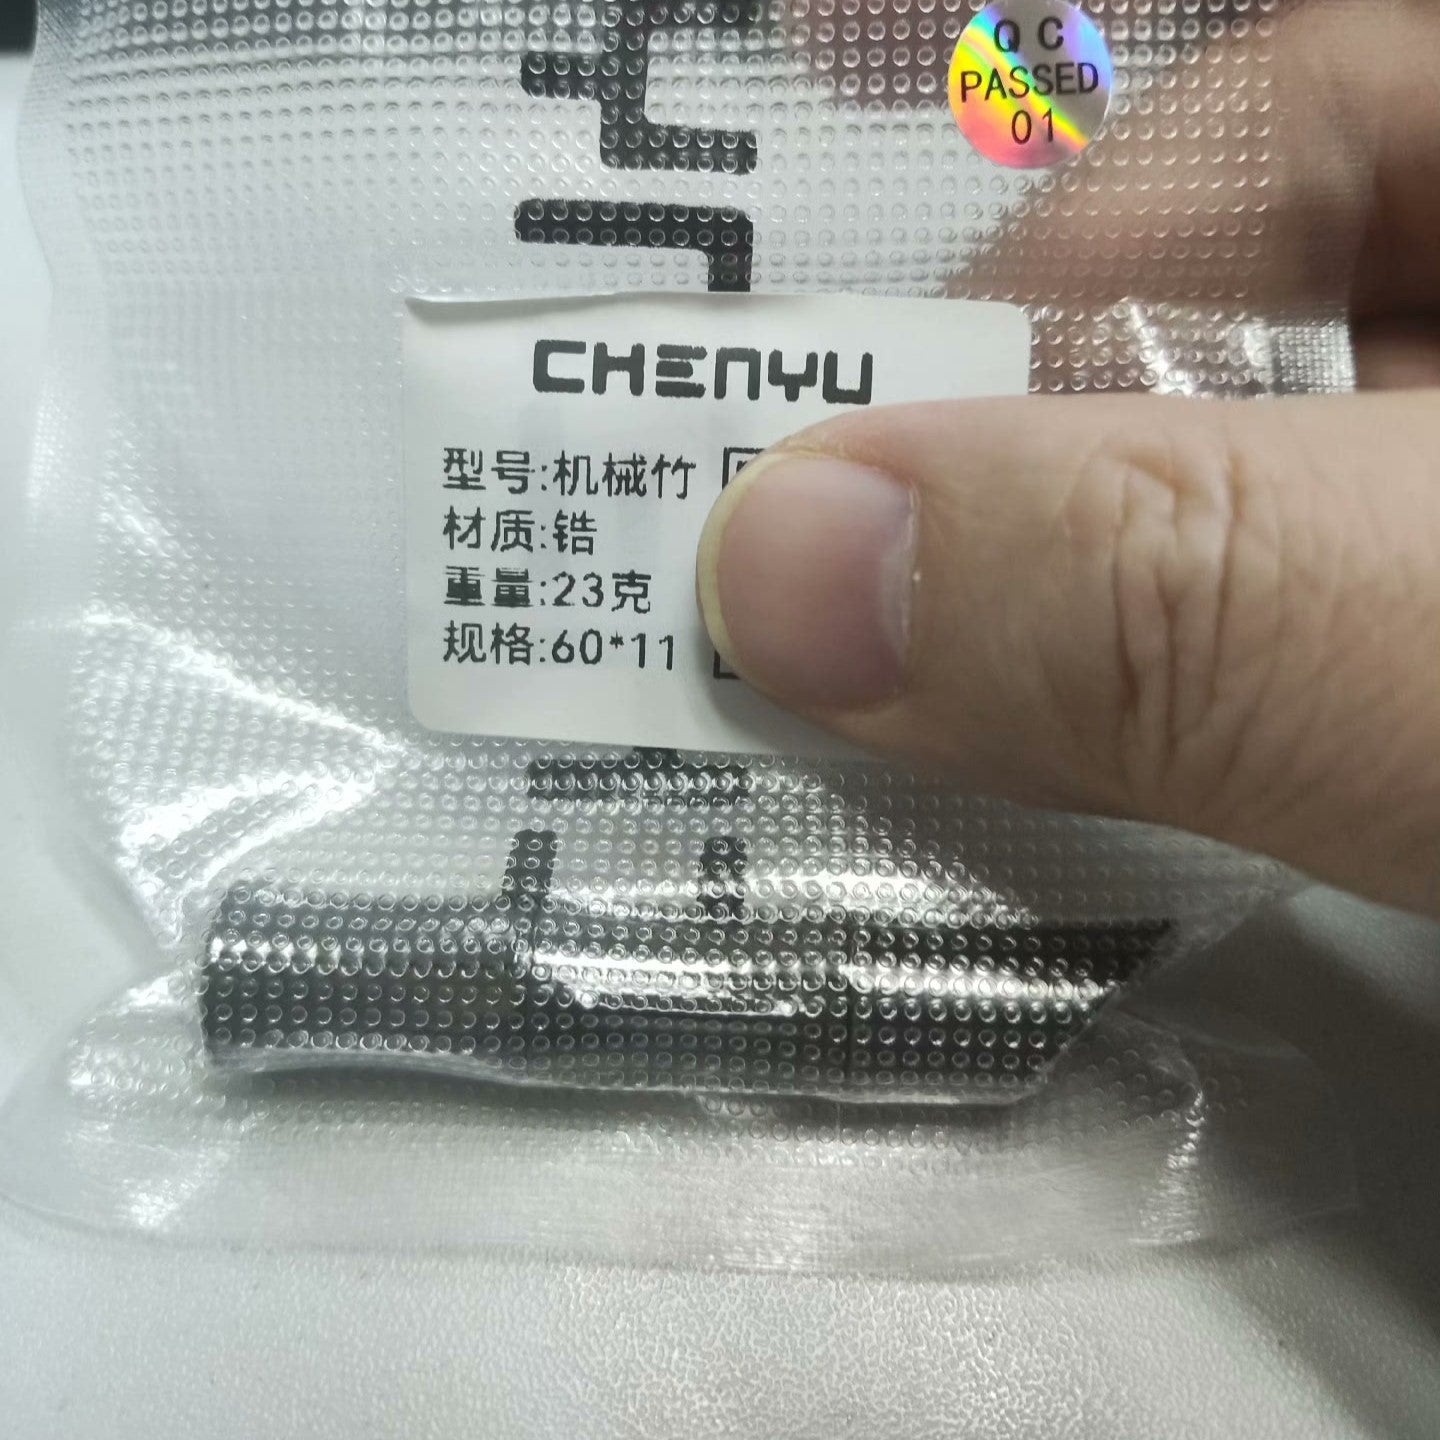 Q C
PASSED
01
CHENYU
型号:机械竹
材质:锆
重量:23克
规格:60*11